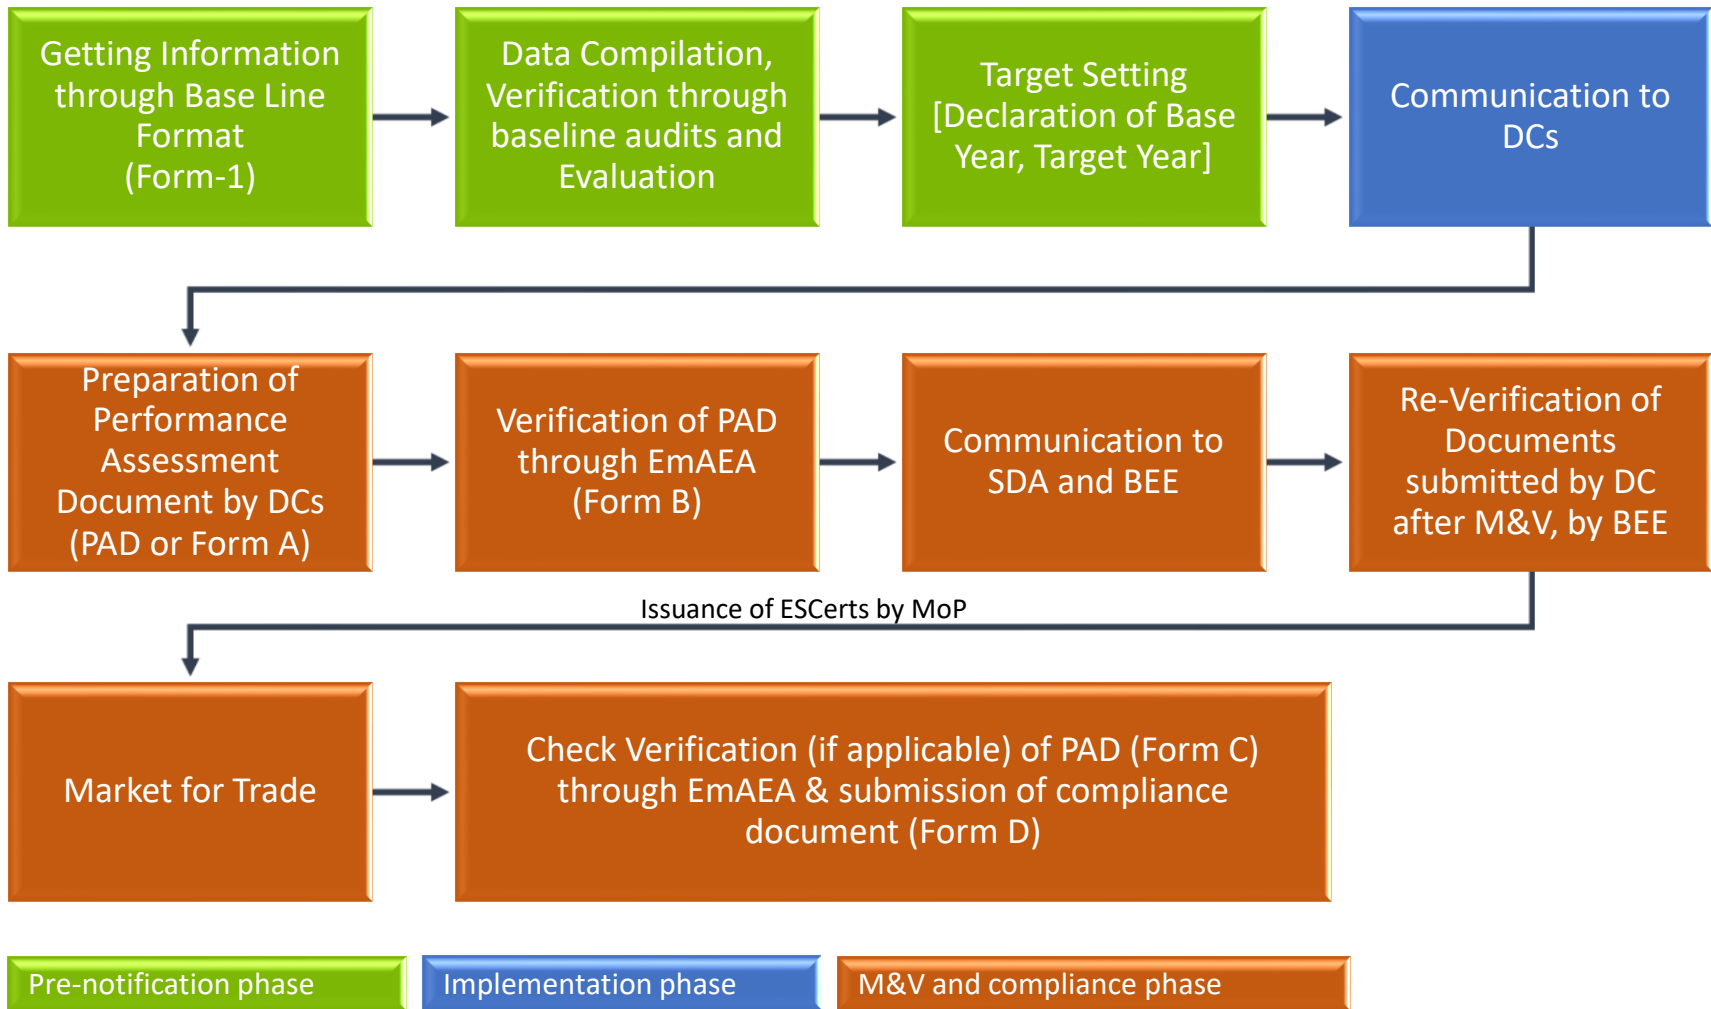 Getting Information
through Base Line
Format
(Form-1)
Data Compilation,
Verification through
baseline audits and
Evaluation
Target Setting
[Declaration of Base
Year, Target Year]
Communication to
DCs
Preparation of
Performance
Assessment
Document by DCs
(PAD or Form A)
Verification of PAD
through EmAEA
(Form B)
Communication to
SDA and BEE
Re-Verification of
Documents
submitted by DC
after M&V, by BEE
Issuance of ESCerts by MoP
Market for Trade
Check Verification (if applicable) of PAD (Form C)
through EmAEA & submission of compliance
document (Form D)
Pre-notification phase
Implementation phase
M&V and compliance phase